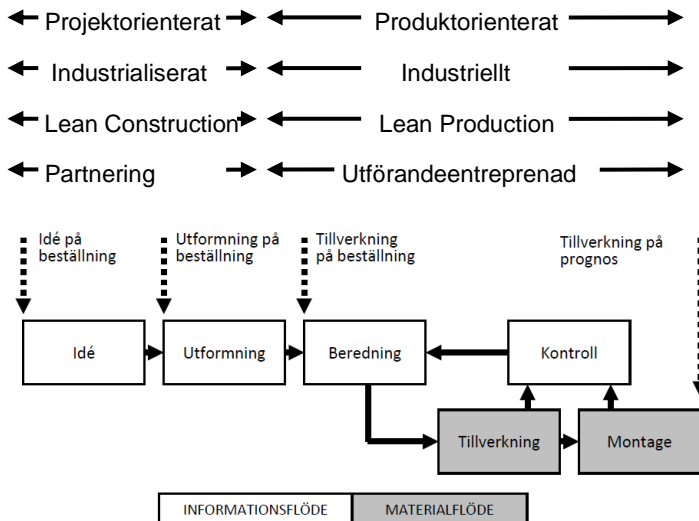 Projektorienterat Produktorienterat
Industrialiserat Industriellt
Lean Construction Lean Production
Partnering Utförandeentreprenad
Idé på
beställning
Utformning på
beställning
Tillverkning
på beställning
Tillverkning på
prognos
Idé Utformning Beredning Kontroll
Tillverkning Montage
INFORMATIONSFLÖDE MATERIALFLÖDE